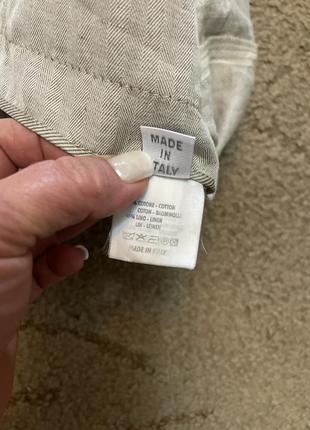 MADE
IN
ITALY
% COTONE - COTTON
COTON - BAUMWOLLE
% LINO - LINEN
LIN - LEINEN
MADE IN ITALY